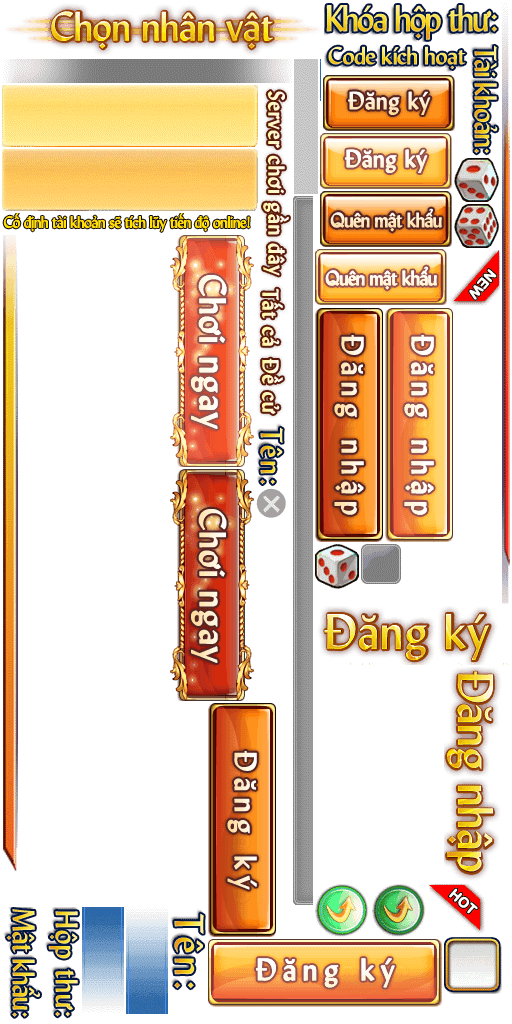 Chọn nhân vật
Khóa hộp thư:
Code kích hoạt
Tài khoản:
Đăng ký
Đăng ký
Quên mật khẩu
Quên mật khẩu
NEW
Cố định tài khoản sẽ tích lũy tiến độ online!
Server chơi gần đây
Tất cả
Đề cử
Tên:
Chơi ngay
Chơi ngay
Đăng nhập
Đăng nhập
Đăng ký
Đăng nhập
Đăng ký
HOT
Tên:
Hộp thư:
Mật khẩu:
Đăng ký